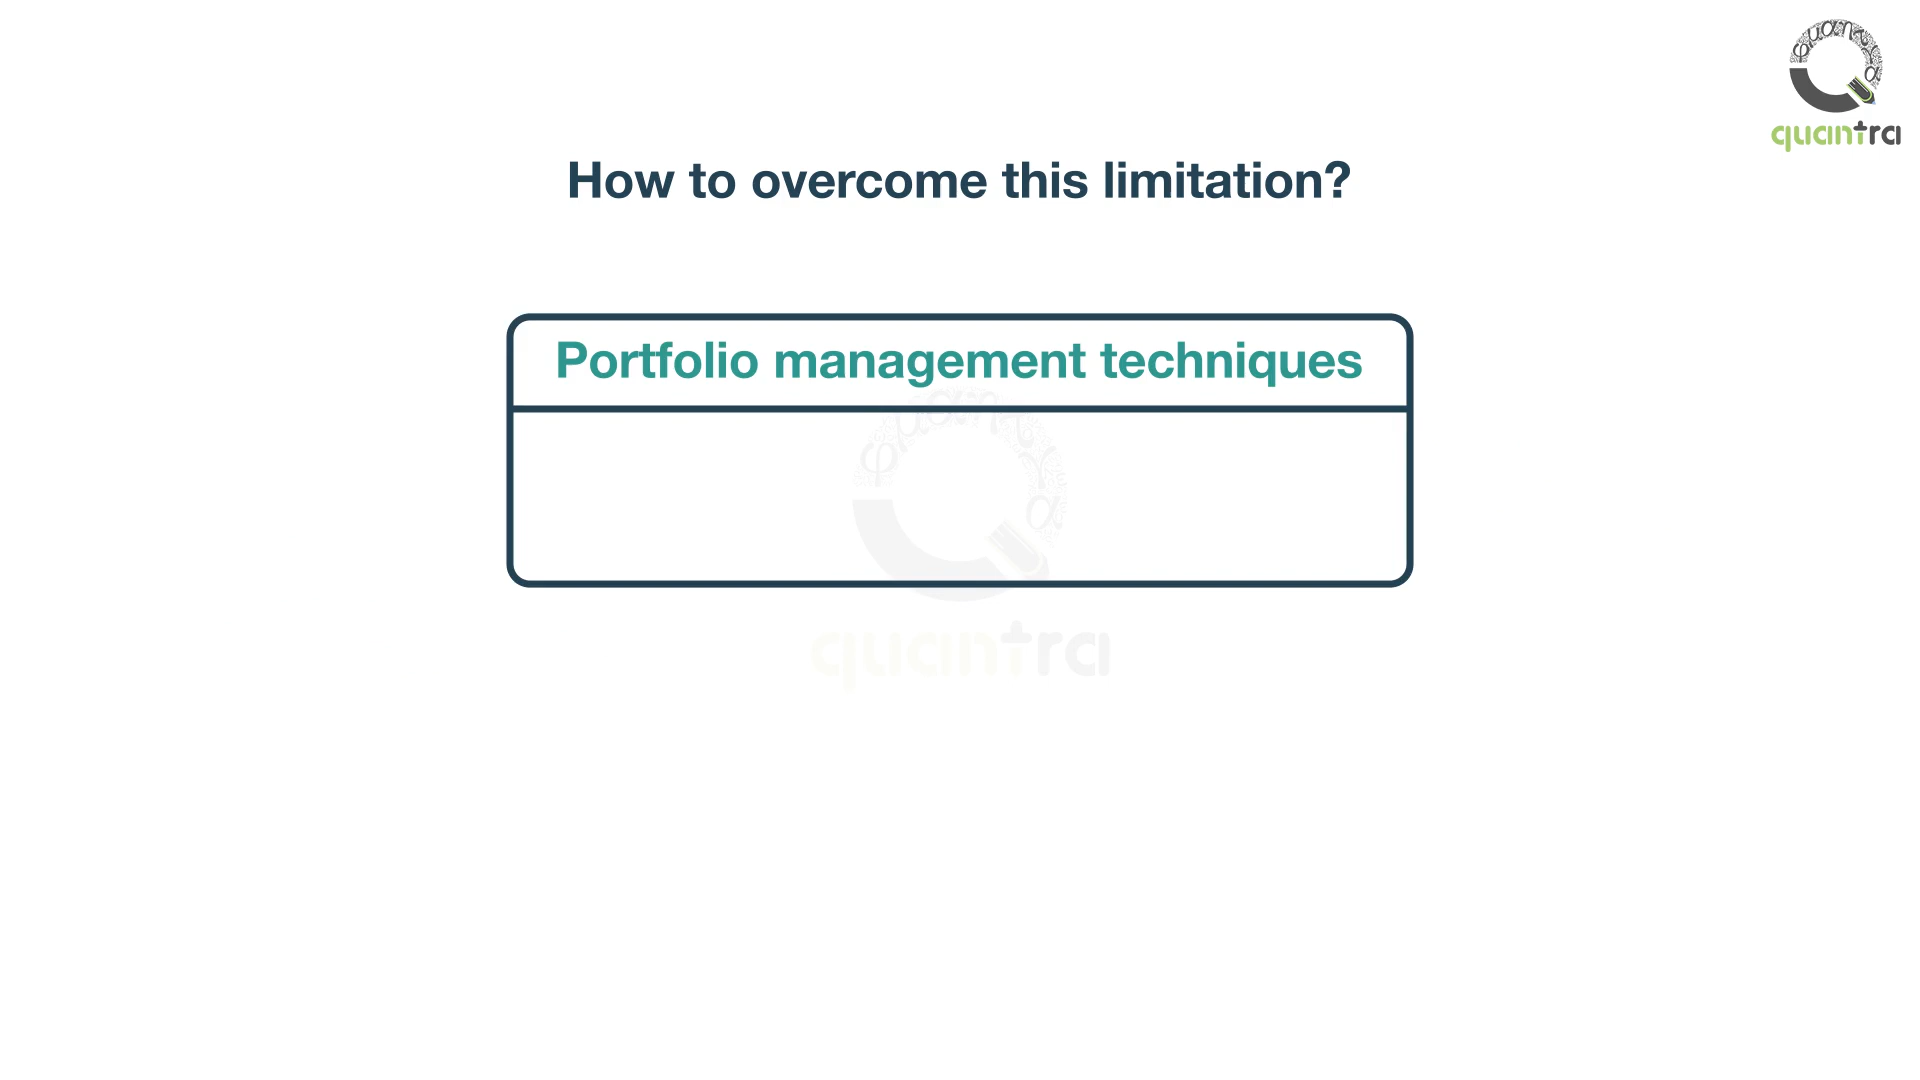 quantra
How to overcome this limitation?
Portfolio management techniques
quantra